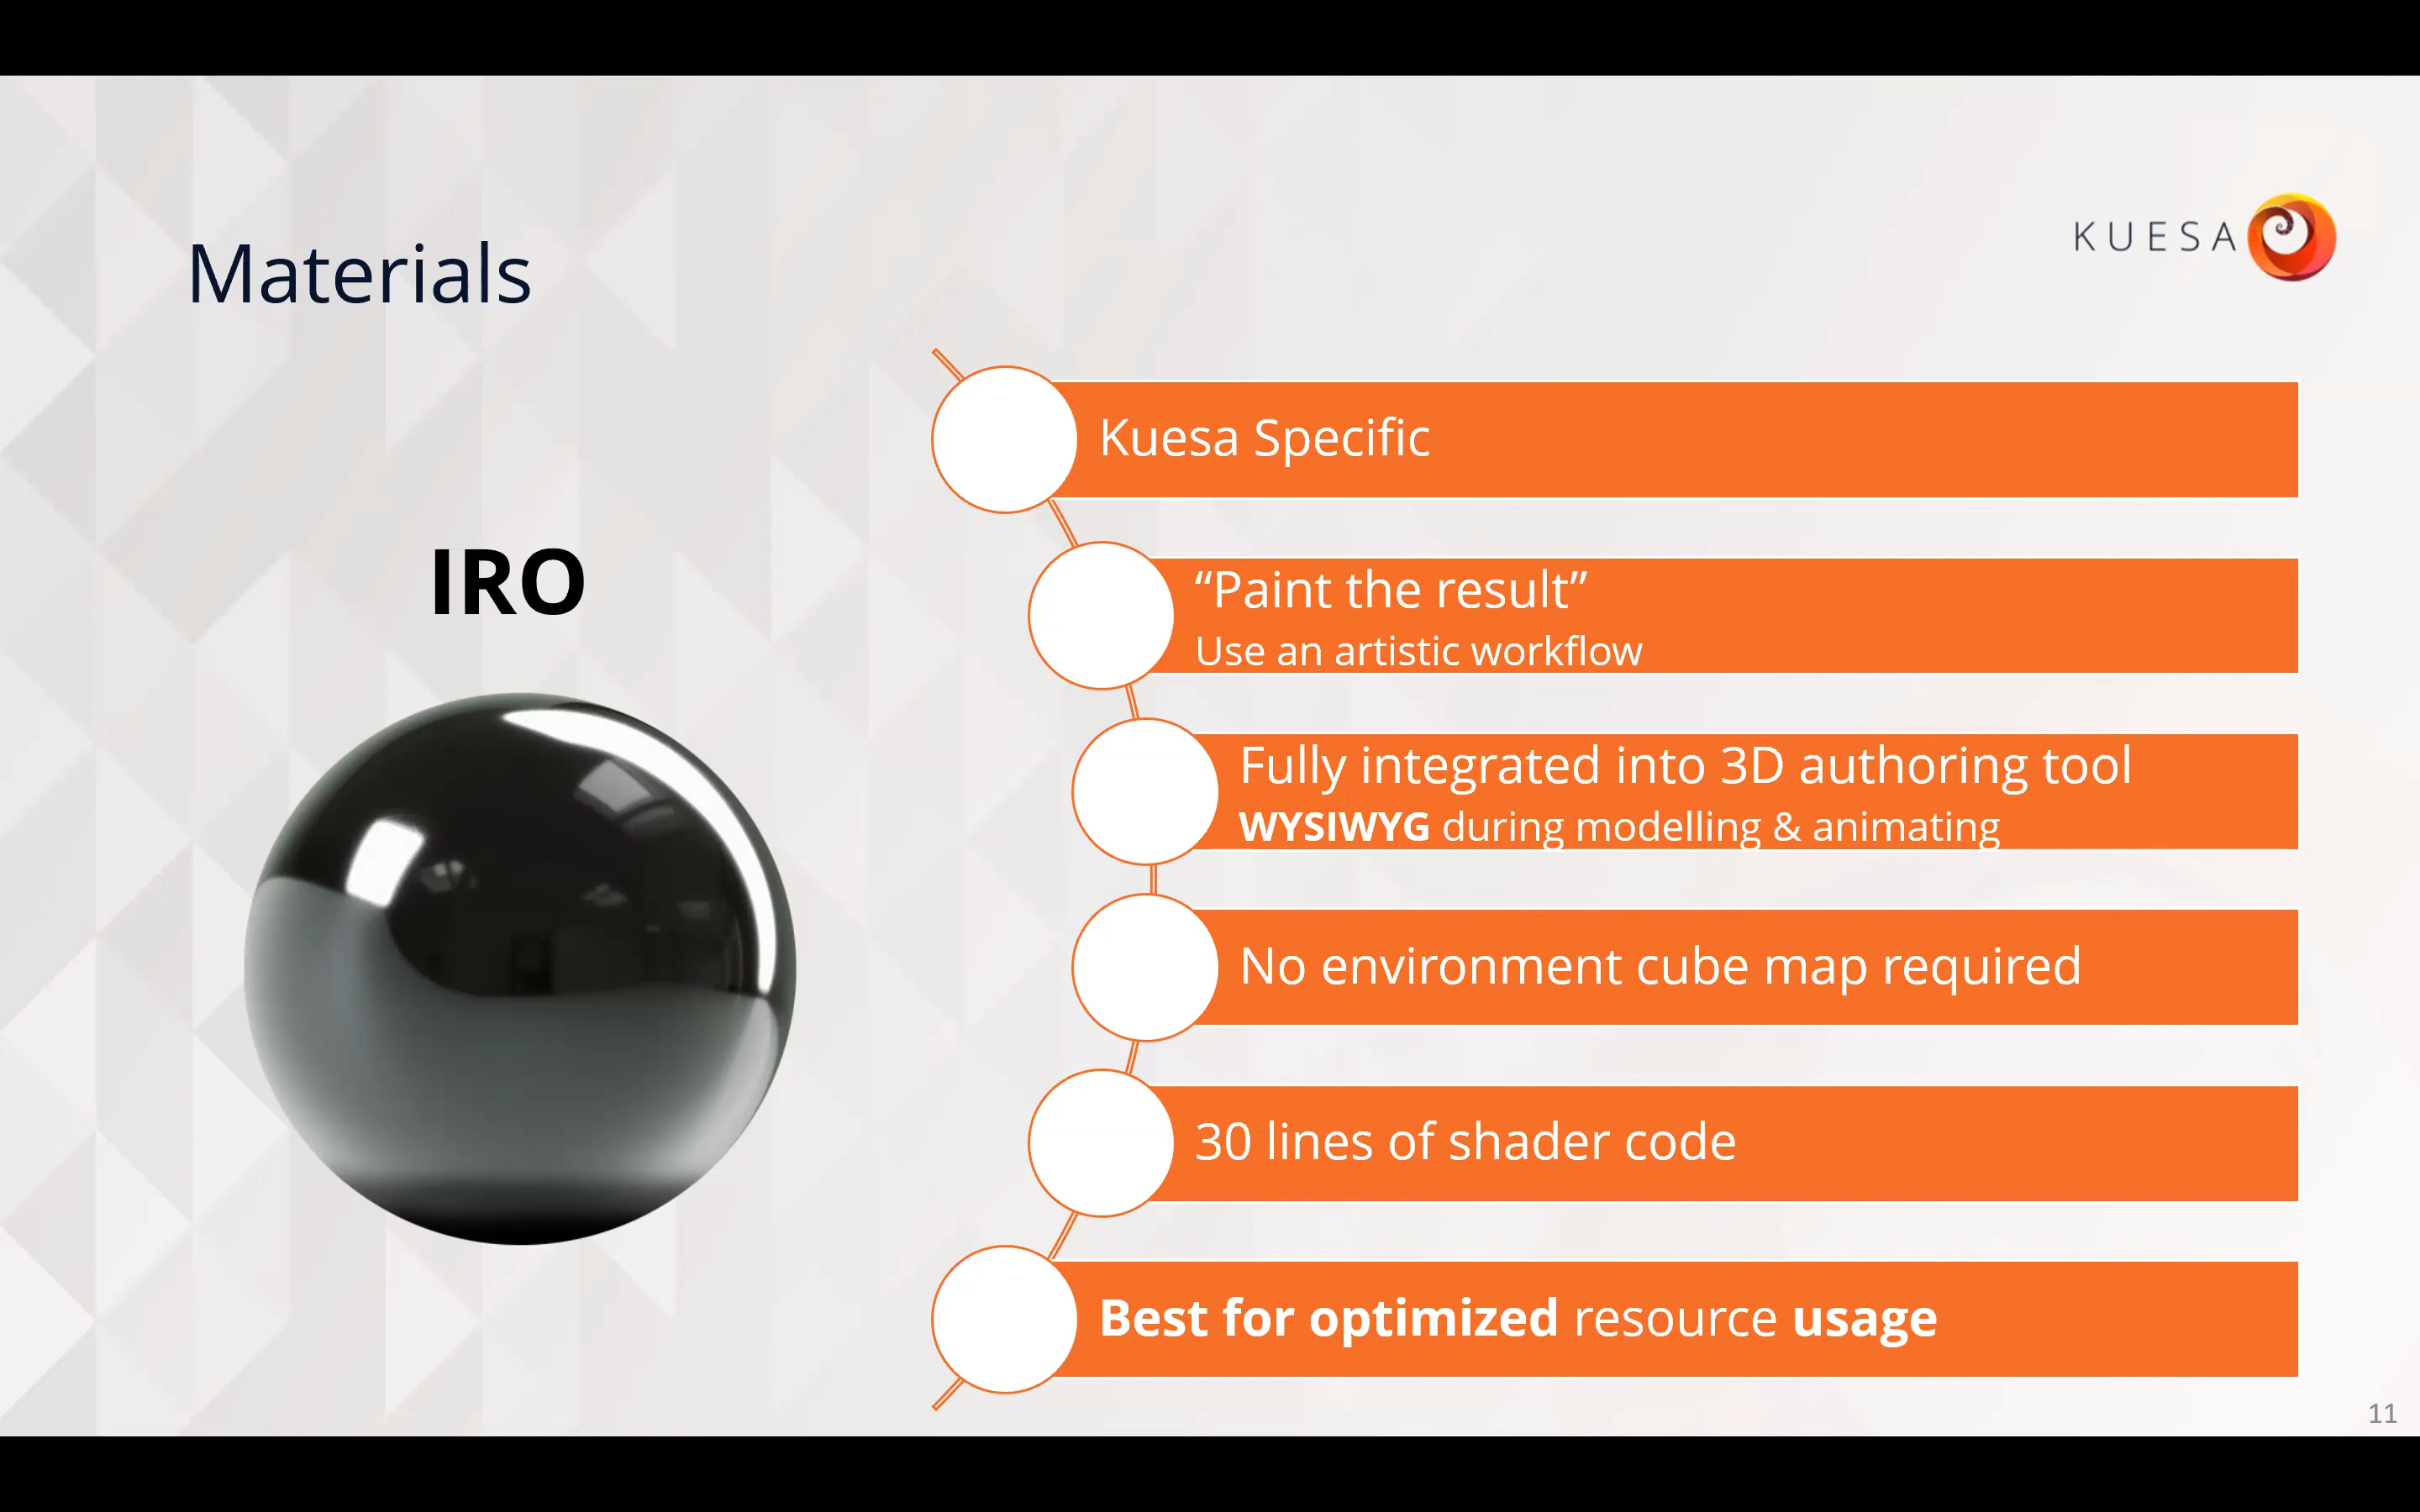 KUESA
Materials
IRO
Kuesa Specific
“Paint the result”
Use an artistic workflow
Fully integrated into 3D authoring tool
WYSIWYG during modelling & animating
No environment cube map required
30 lines of shader code
Best for optimized resource usage
11